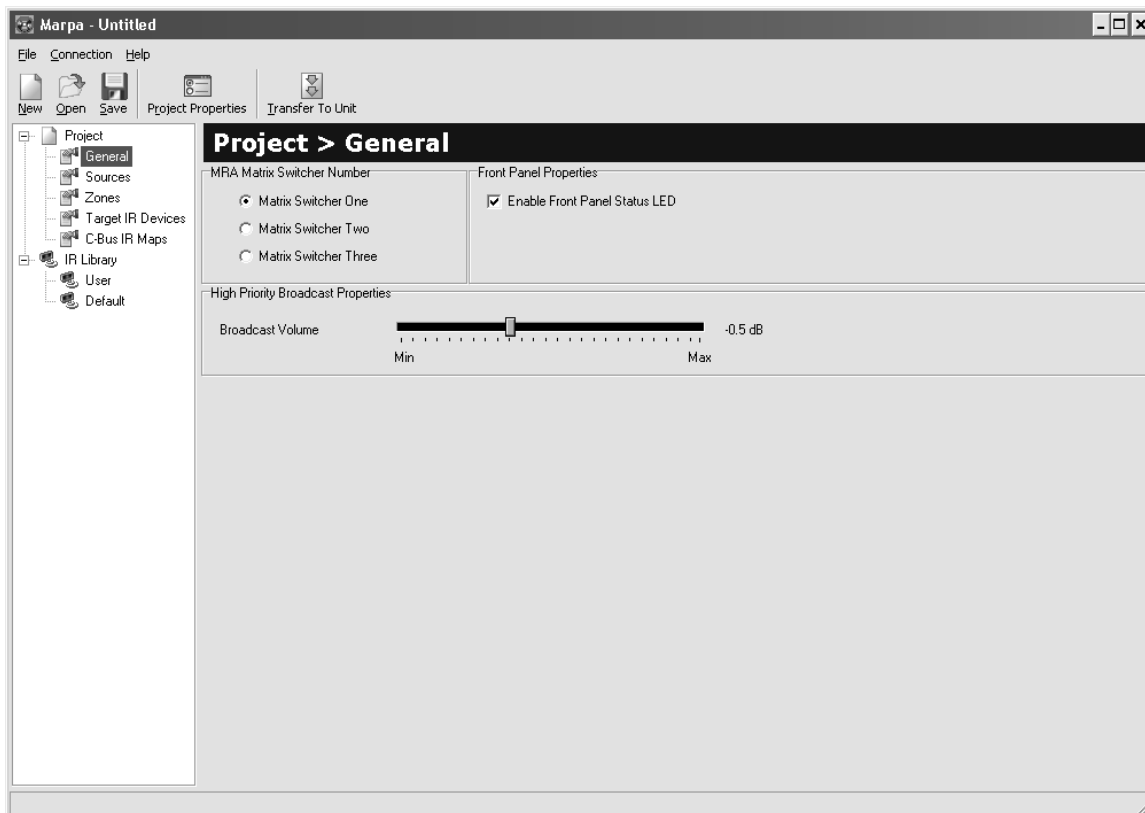 Marpa - Untitled
File Connection Help
New Open Save Project Properties Transfer To Unit
Project
General
Sources
Zones
Target IR Devices
C-Bus IR Maps
IR Library
User
Default
Project > General
MRA Matrix Switcher Number
Matrix Switcher One
Matrix Switcher Two
Matrix Switcher Three
Front Panel Properties
Enable Front Panel Status LED
High Priority Broadcast Properties
Broadcast Volume
-0.5 dB
Min Max